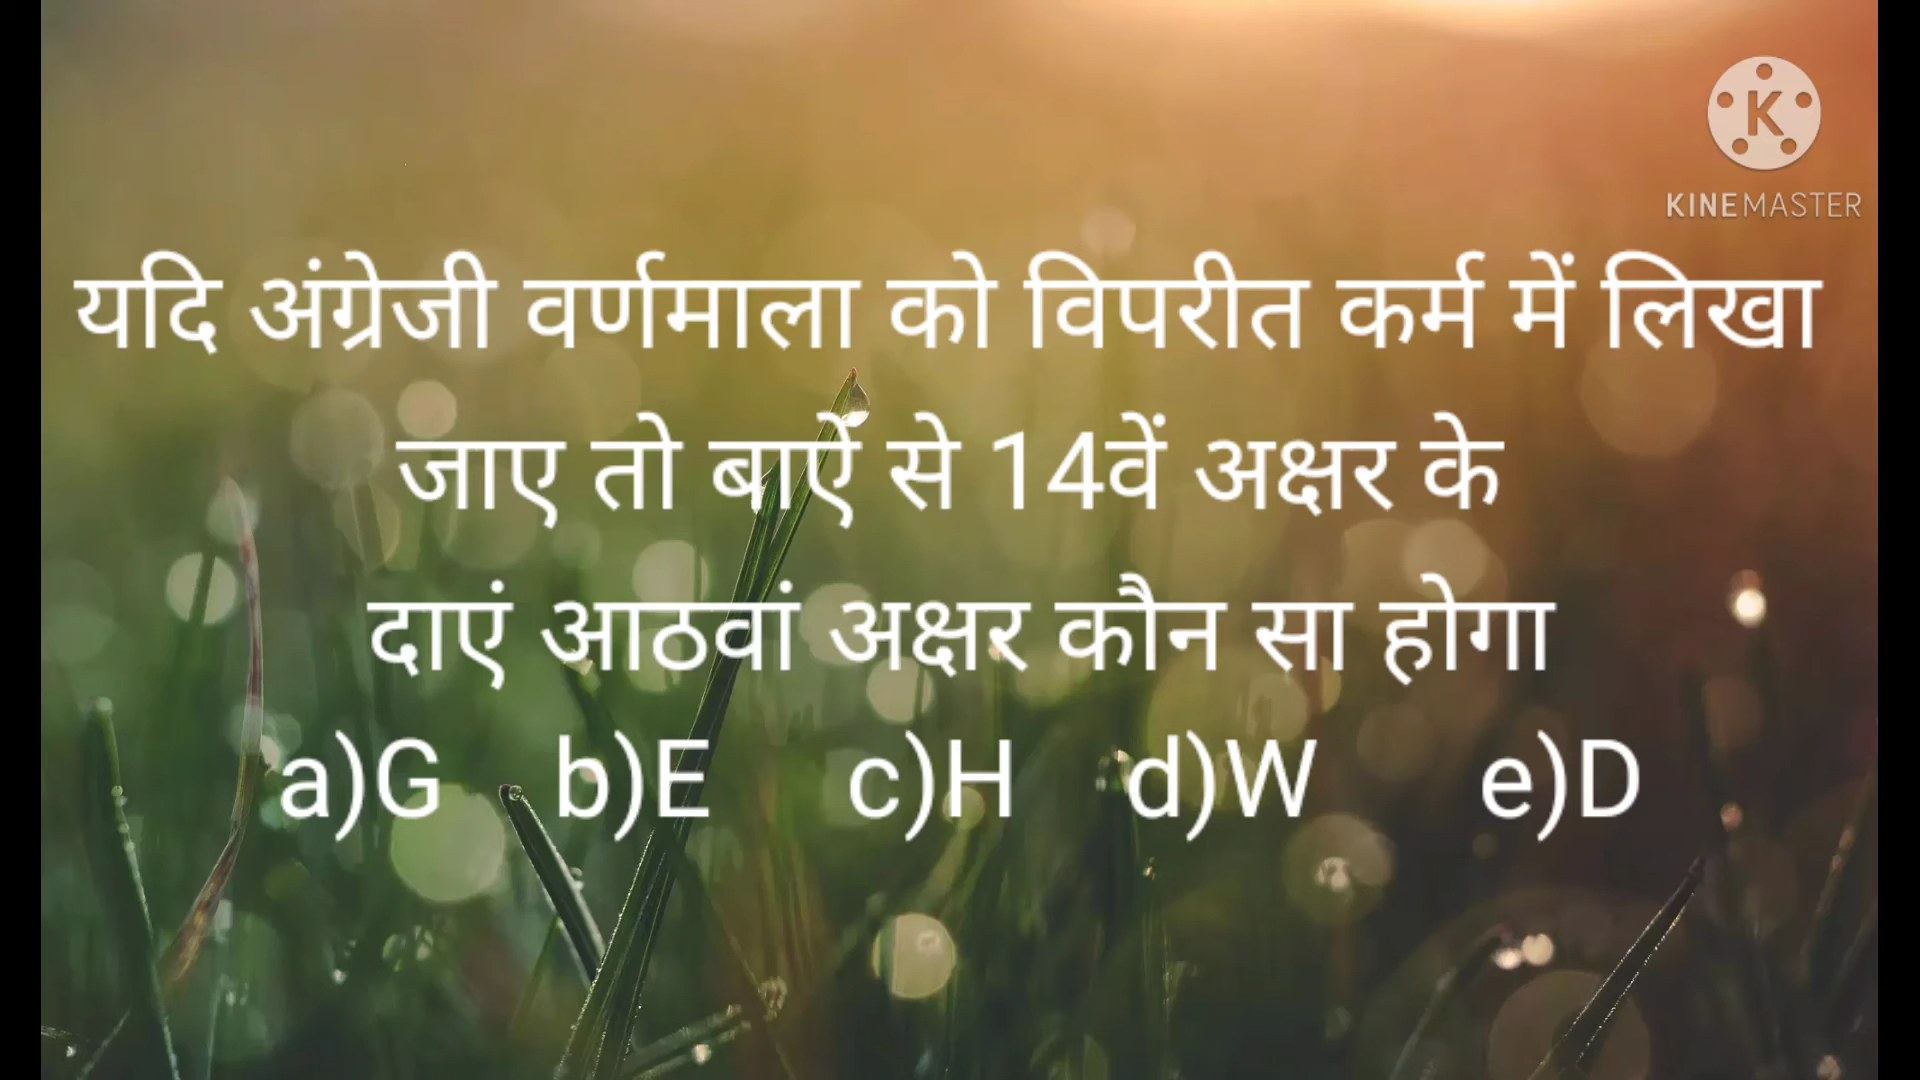 K
KINEMASTER
यदि अंग्रेजी वर्णमाला को विपरीत कर्म में लिखा
जाए तो बाऐं से 14वें अक्षर के
दाएं आठवां अक्षर कौन सा होगा
a)G b)E c)H d)W e)D